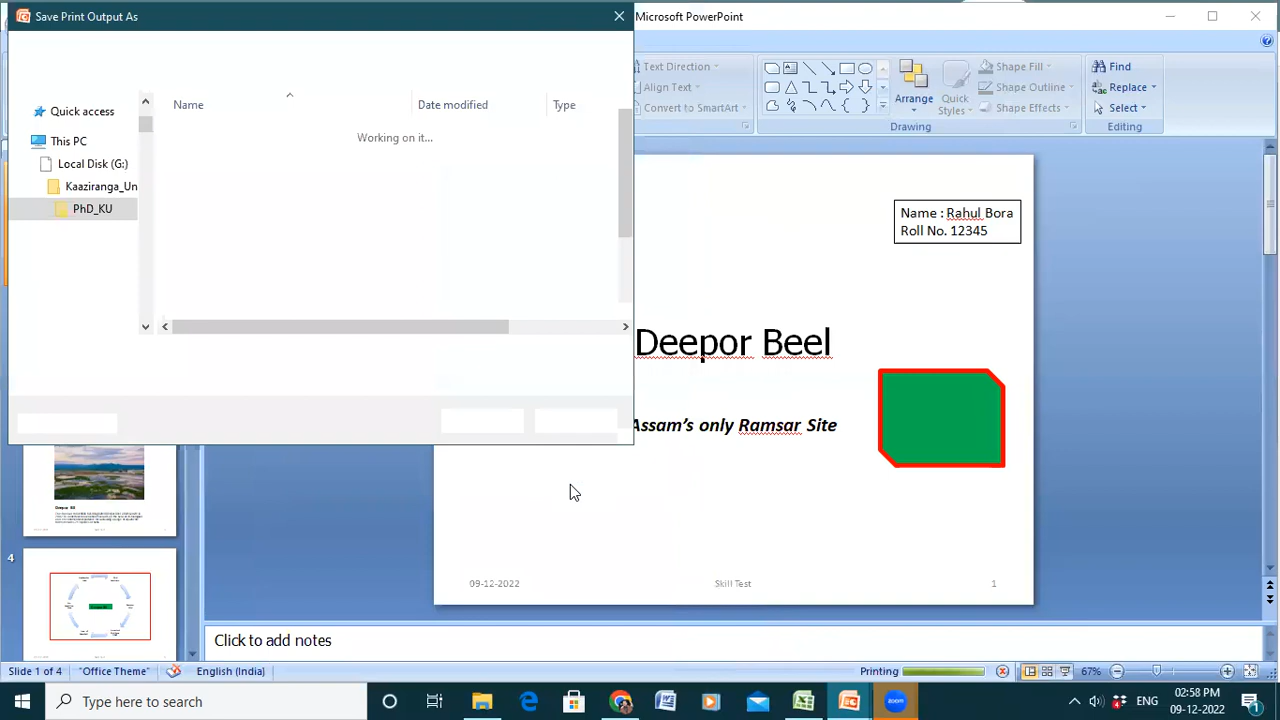 Save Print Output As
Microsoft PowerPoint
Name
Date modified
Type
Working on it...
Quick access
This PC
Local Disk (G:)
Kaaziranga_Un
PhD_KU
Text Direction
Align Text
Convert to SmartArt
Arrange
Quick
Styles
Shape Fill
Shape Outline
Shape Effects
Drawing
Find
Replace
Select
Editing
Name : Rahul Bora
Roll No. 12345
Deepor Beel
Assam's only Ramsar Site
09-12-2022
Skill Test
1
4
Click to add notes
Slide 1 of 4
"Office Theme"
English (India)
Printing
67%
Type here to search
zoom
ENG
02:58 PM
09-12-2022